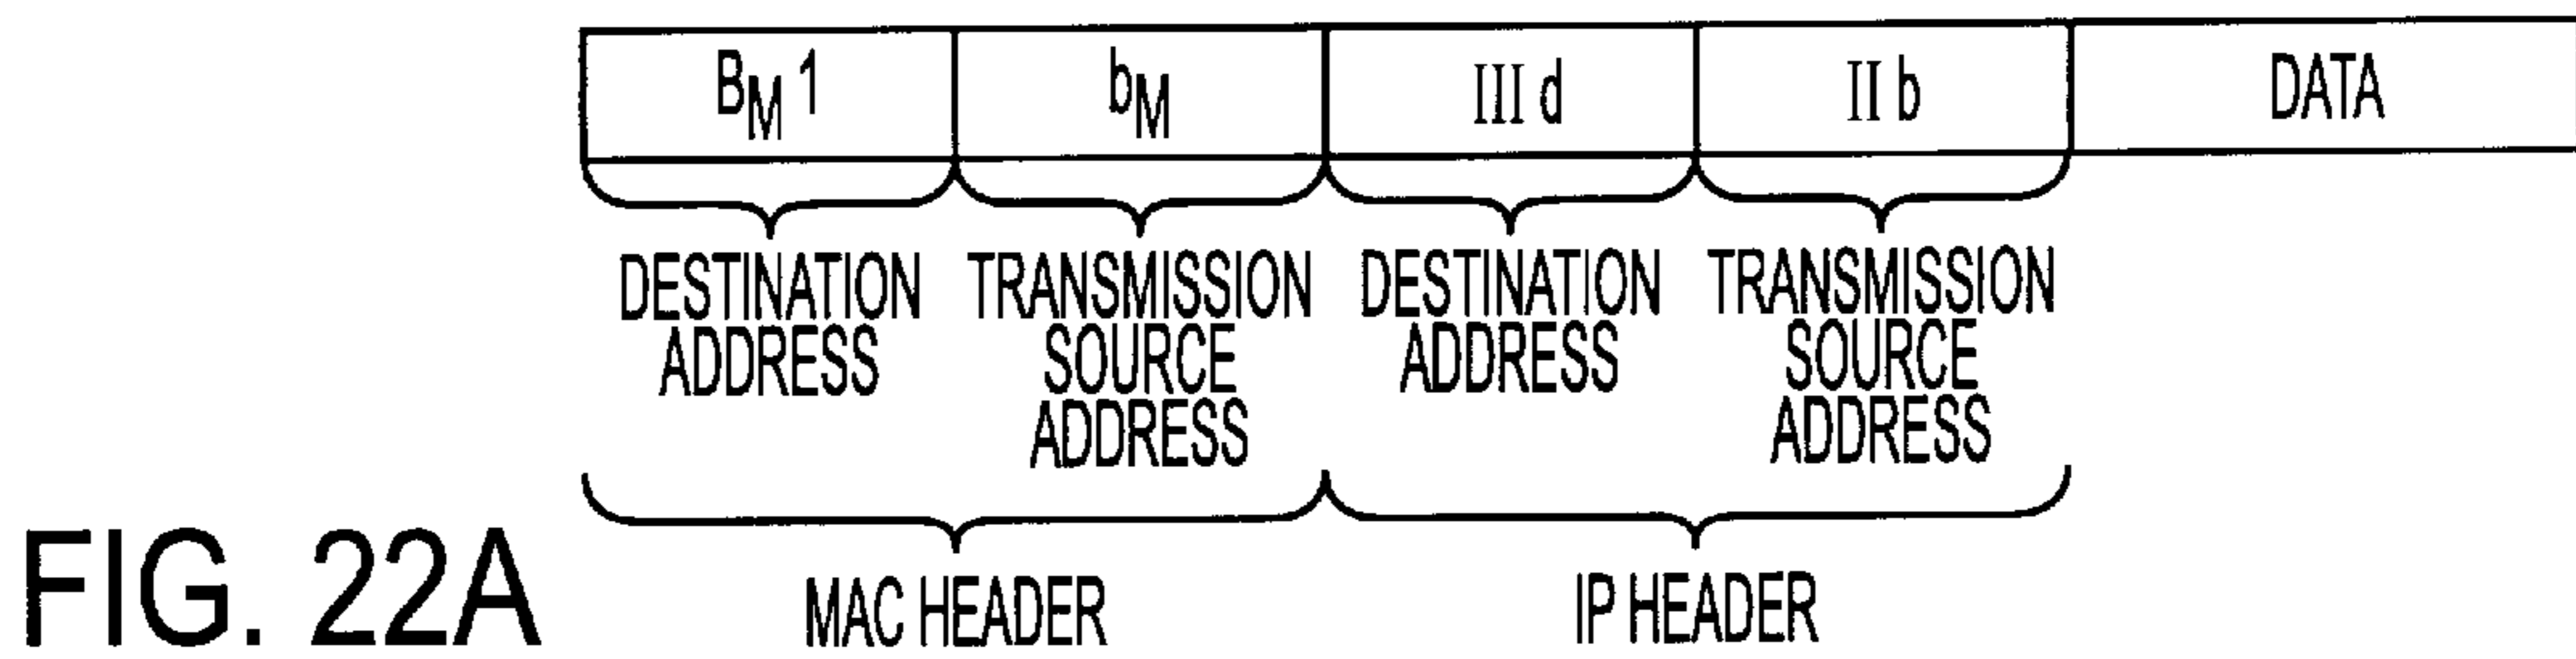 B_M 1 b_M III d II b DATA
DESTINATION TRANSMISSION DESTINATION TRANSMISSION
ADDRESS SOURCE ADDRESS SOURCE
ADDRESS ADDRESS
MAC HEADER IP HEADER
FIG. 22A